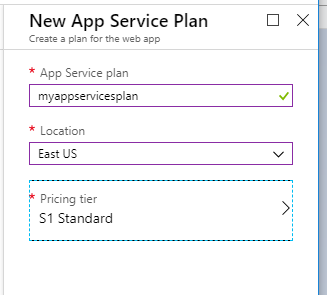 New App Service Plan
Create a plan for the web app
* App Service plan
myappservicesplan
* Location
East US
* Pricing tier
S1 Standard